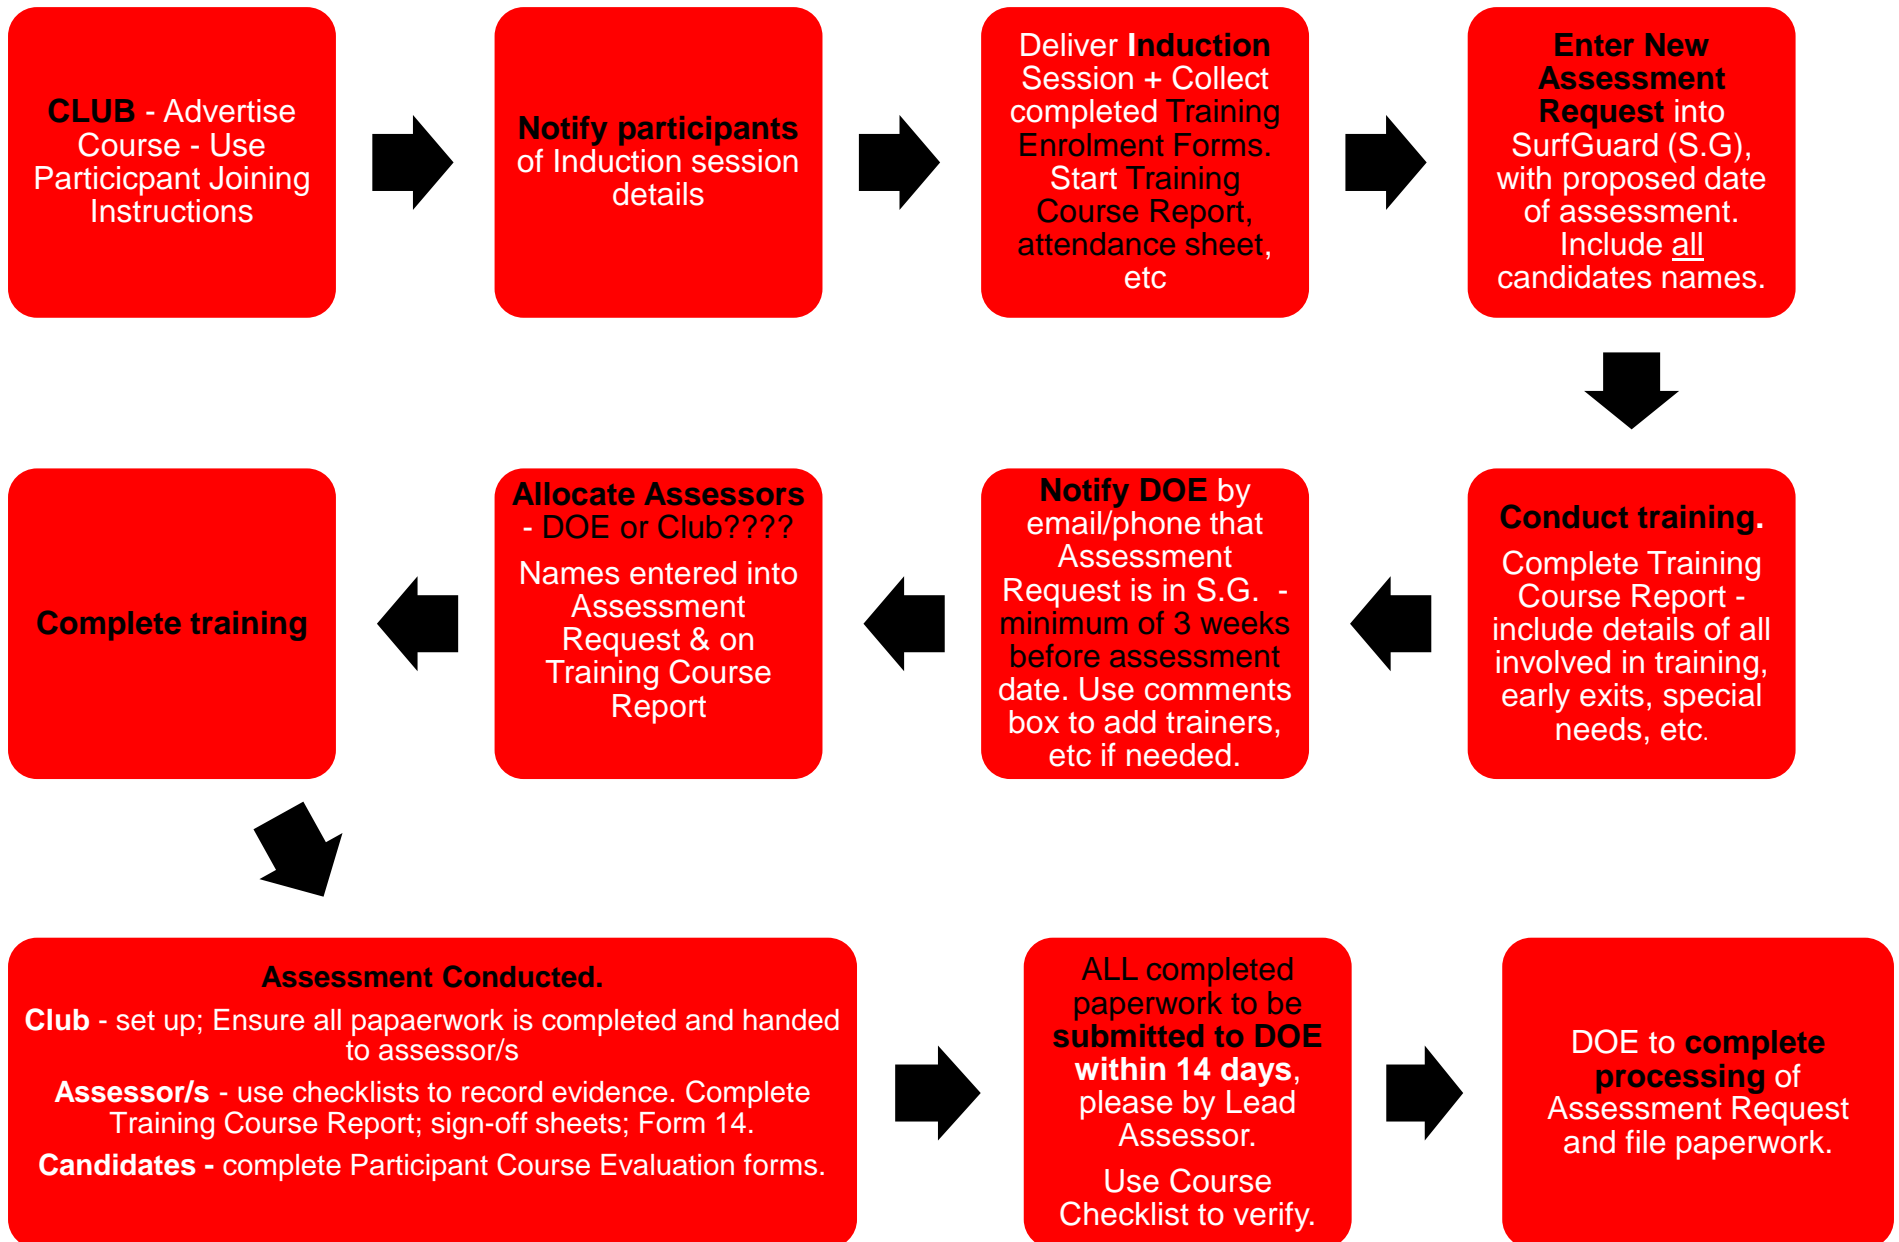 CLUB - Advertise
Course - Use
Particicpant Joining
Instructions
Notify participants
of Induction session
details
Deliver Induction
Session + Collect
completed Training
Enrolment Forms.
Start Training
Course Report,
attendance sheet,
etc
Enter New
Assessment
Request into
SurfGuard (S.G),
with proposed date
of assessment.
Include all
candidates names.
Conduct training.
Complete Training
Course Report -
include details of all
involved in training,
early exits, special
needs, etc.
Notify DOE by
email/phone that
Assessment
Request is in S.G. -
minimum of 3 weeks
before assessment
date. Use comments
box to add trainers,
etc if needed.
Allocate Assessors
- DOE or Club????
Names entered into
Assessment
Request & on
Training Course
Report
Complete training
Assessment Conducted.
Club - set up; Ensure all papaerwork is completed and handed
to assessor/s
Assessor/s - use checklists to record evidence. Complete
Training Course Report; sign-off sheets; Form 14.
Candidates - complete Participant Course Evaluation forms.
ALL completed
paperwork to be
submitted to DOE
within 14 days,
please by Lead
Assessor.
Use Course
Checklist to verify.
DOE to complete
processing of
Assessment Request
and file paperwork.